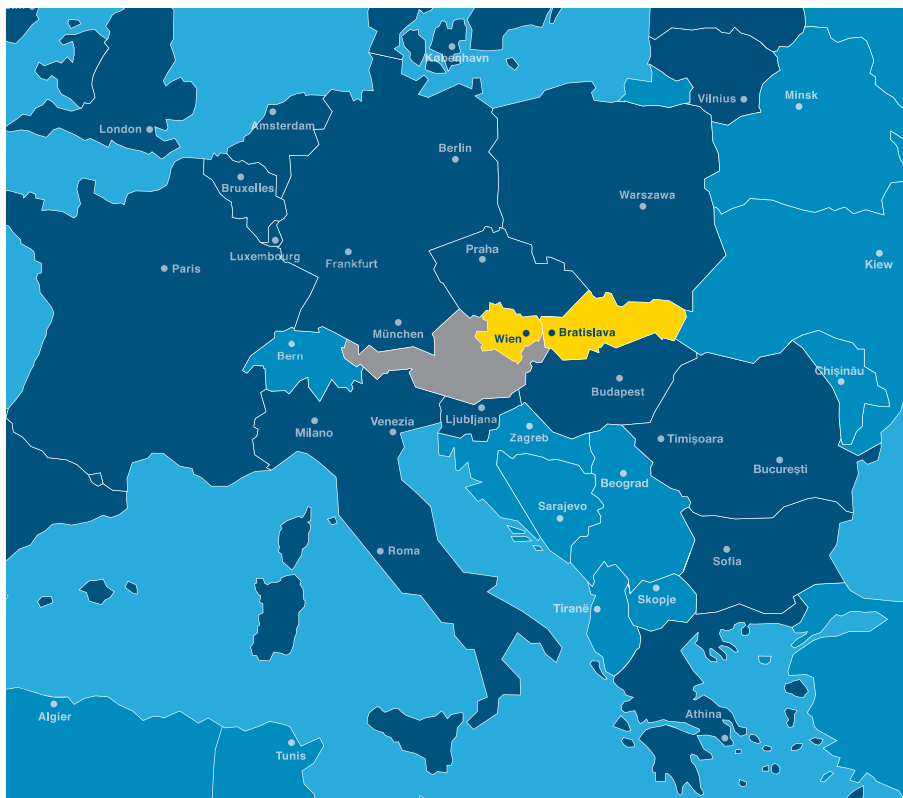 København
Vilnius
Minsk
London
Amsterdam
Berlin
Bruxelles
Warszawa
Luxembourg
Praha
Frankfurt
Kiew
Paris
München
Wien
Bratislava
Bern
Chișinău
Budapest
Milano
Venezia
Ljubljana
Zagreb
Timișoara
București
Beograd
Sarajevo
Roma
Sofia
Skopje
Tiranë
Algier
Athina
Tunis